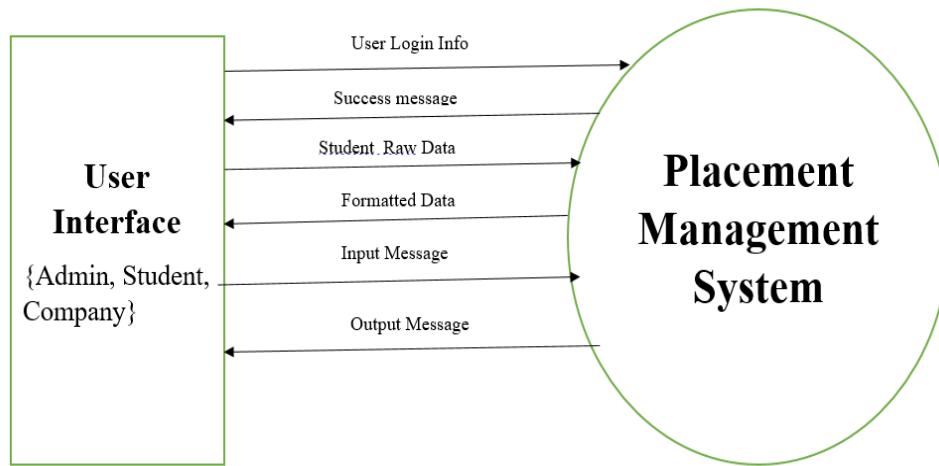 User Login Info
Success message
Student Raw Data
Formatted Data
Input Message
Output Message
User
Interface
{Admin, Student,
Company}
Placement
Management
System